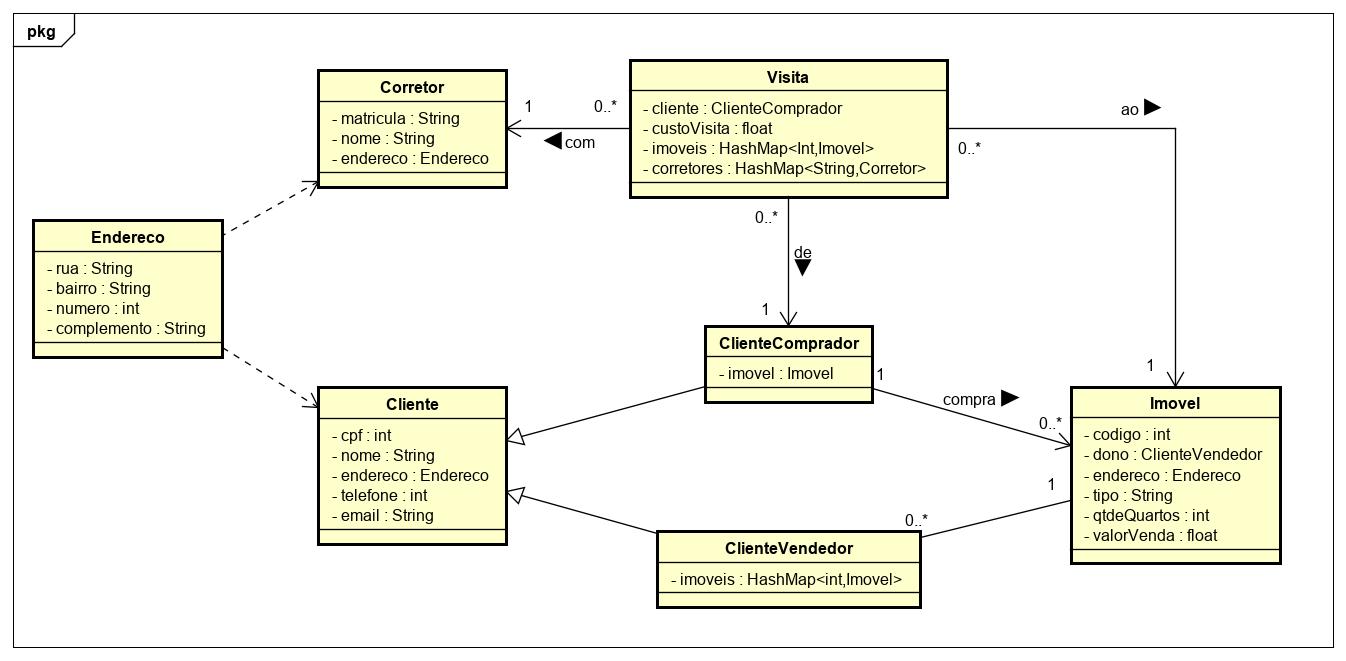 pkg
Corretor
- matricula : String
- nome : String
- endereco : Endereco
1
0..*
com
Visita
- cliente : ClienteComprador
- custoVisita : float
- imoveis : HashMap<Int,Imovel>
- corretores : HashMap<String,Corretor>
ao
0..*
0..*
de
1
1
Endereco
- rua : String
- bairro : String
- numero : int
- complemento : String
ClienteComprador
- imovel : Imovel
1
compra
0..*
Cliente
- cpf : int
- nome : String
- endereco : Endereco
- telefone : int
- email : String
Imovel
- codigo : int
- dono : ClienteVendedor
- endereco : Endereco
- tipo : String
- qtdeQuartos : int
- valorVenda : float
1
0..*
ClienteVendedor
- imoveis : HashMap<int,Imovel>